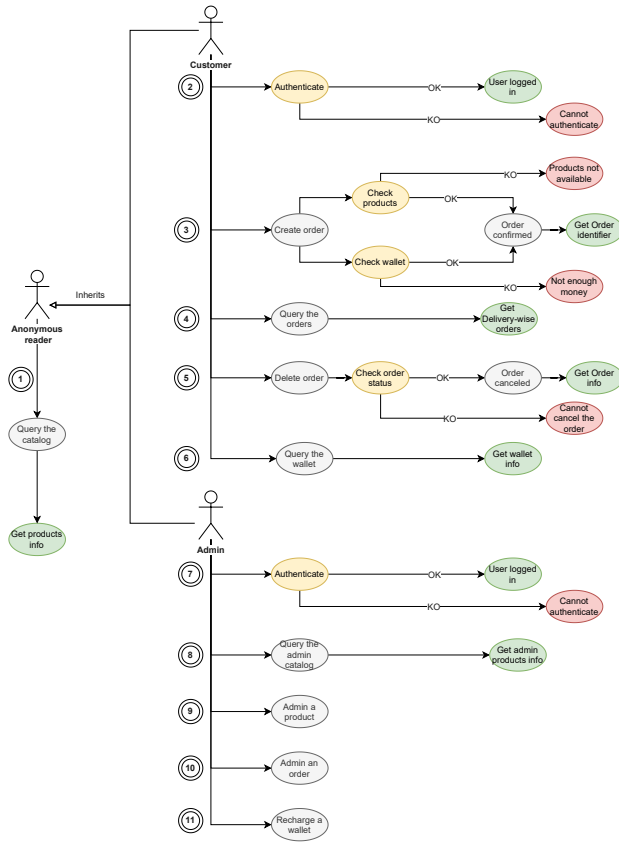 Customer
2
Authenticate
OK
User logged
in
KO
Cannot
authenticate
Products not
available
KO
Check
products
OK
3
Create order
Order
confirmed
Get Order
identifier
Check wallet
OK
KO
Not enough
money
Inherits
Anonymous
reader
4
Query the
orders
Get
Delivery-wise
orders
1
5
Delete order
Check order
status
OK
Order
canceled
Get Order
info
KO
Cannot
cancel the
order
Query the
catalog
6
Query the
wallet
Get wallet
info
Get products
info
Admin
7
Authenticate
OK
User logged
in
KO
Cannot
authenticate
8
Query the
admin
catalog
Get admin
products info
9
Admin a
product
10
Admin an
order
11
Recharge a
wallet